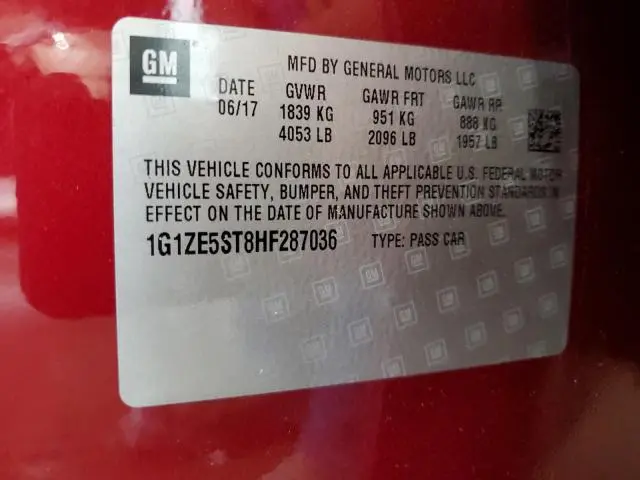 GM
MFD BY GENERAL MOTORS LLC
DATE GVWR GAWR FRT GAWR RR
06/17 1839 KG 951 KG 888 KG
4053 LB 2096 LB 1957 LB
THIS VEHICLE CONFORMS TO ALL APPLICABLE U.S. FEDERAL MOTOR
VEHICLE SAFETY, BUMPER, AND THEFT PREVENTION STANDARDS IN
EFFECT ON THE DATE OF MANUFACTURE SHOWN ABOVE.
1G1ZE5ST8HF287036 TYPE: PASS CAR